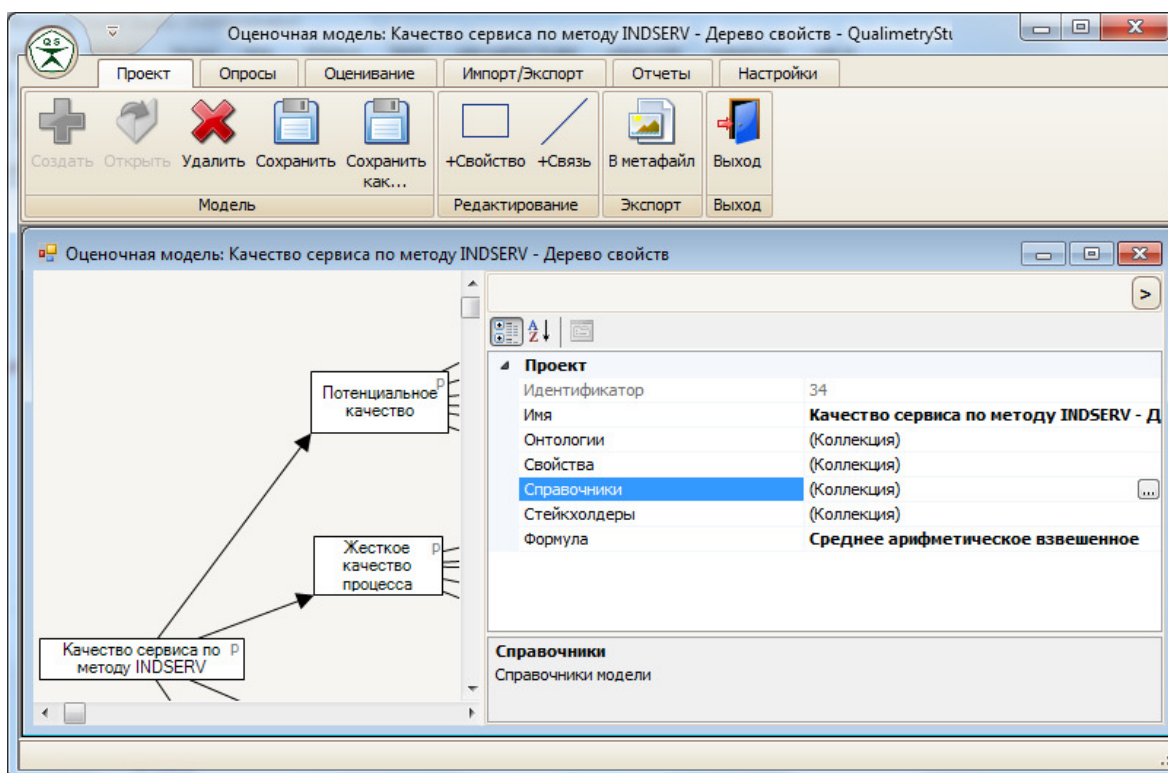 QS
Оценочная модель: Качество сервиса по методу INDSERV - Дерево свойств - QualimetryStu
Проект
Опросы
Оценивание
Импорт/Экспорт
Отчеты
Настройки
Создать
Открыть
Удалить
Сохранить
Сохранить
как...
+Свойство
+Связь
В метафайл
Выход
Модель
Редактирование
Экспорт
Выход
Оценочная модель: Качество сервиса по методу INDSERV - Дерево свойств
>
A
Z
Потенциальное p
качество
Жесткое p
качество
процесса
Качество сервиса по p
методу INDSERV
Проект
Идентификатор 34
Имя Качество сервиса по методу INDSERV - Д
Онтологии (Коллекция)
Свойства (Коллекция)
Справочники (Коллекция) ...
Стейкхолдеры (Коллекция)
Формула Среднее арифметическое взвешенное
Справочники
Справочники модели